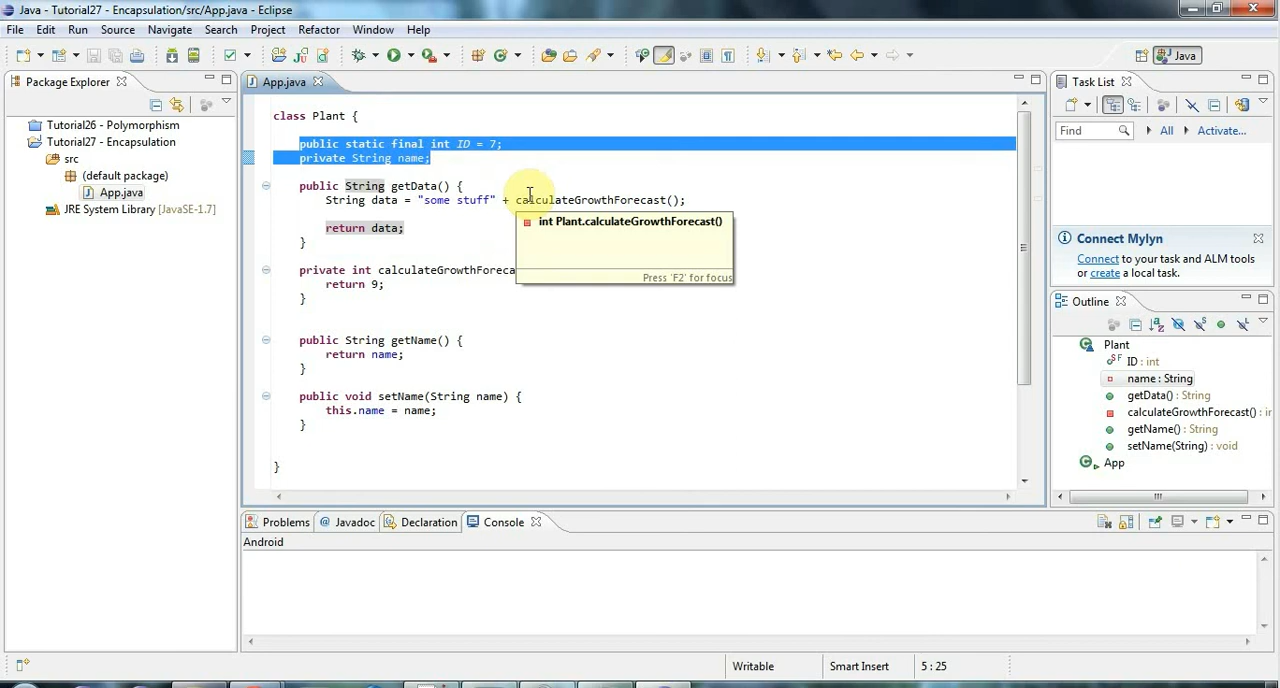 Java - Tutorial27 - Encapsulation/src/App.java - Eclipse
File Edit Run Source Navigate Search Project Refactor Window Help
Java
Package Explorer
Tutorial26 - Polymorphism
Tutorial27 - Encapsulation
src
(default package)
App.java
JRE System Library [JavaSE-1.7]
App.java
class Plant {
public static final int ID = 7;
private String name;
public String getData() {
String data = "some stuff" + calculateGrowthForecast();
int Plant.calculateGrowthForecast()
return data;
}
Press 'F2' for focus
private int calculateGrowthForeca
return 9;
}
public String getName() {
return name;
}
public void setName(String name) {
this.name = name;
}
}
Task List
Find All Activate...
Connect Mylyn
Connect to your task and ALM tools
or create a local task.
Outline
Plant
ID : int
name : String
getData() : String
calculateGrowthForecast() : ir
getName() : String
setName(String) : void
App
Problems Javadoc Declaration Console
Android
Writable Smart Insert 5 : 25